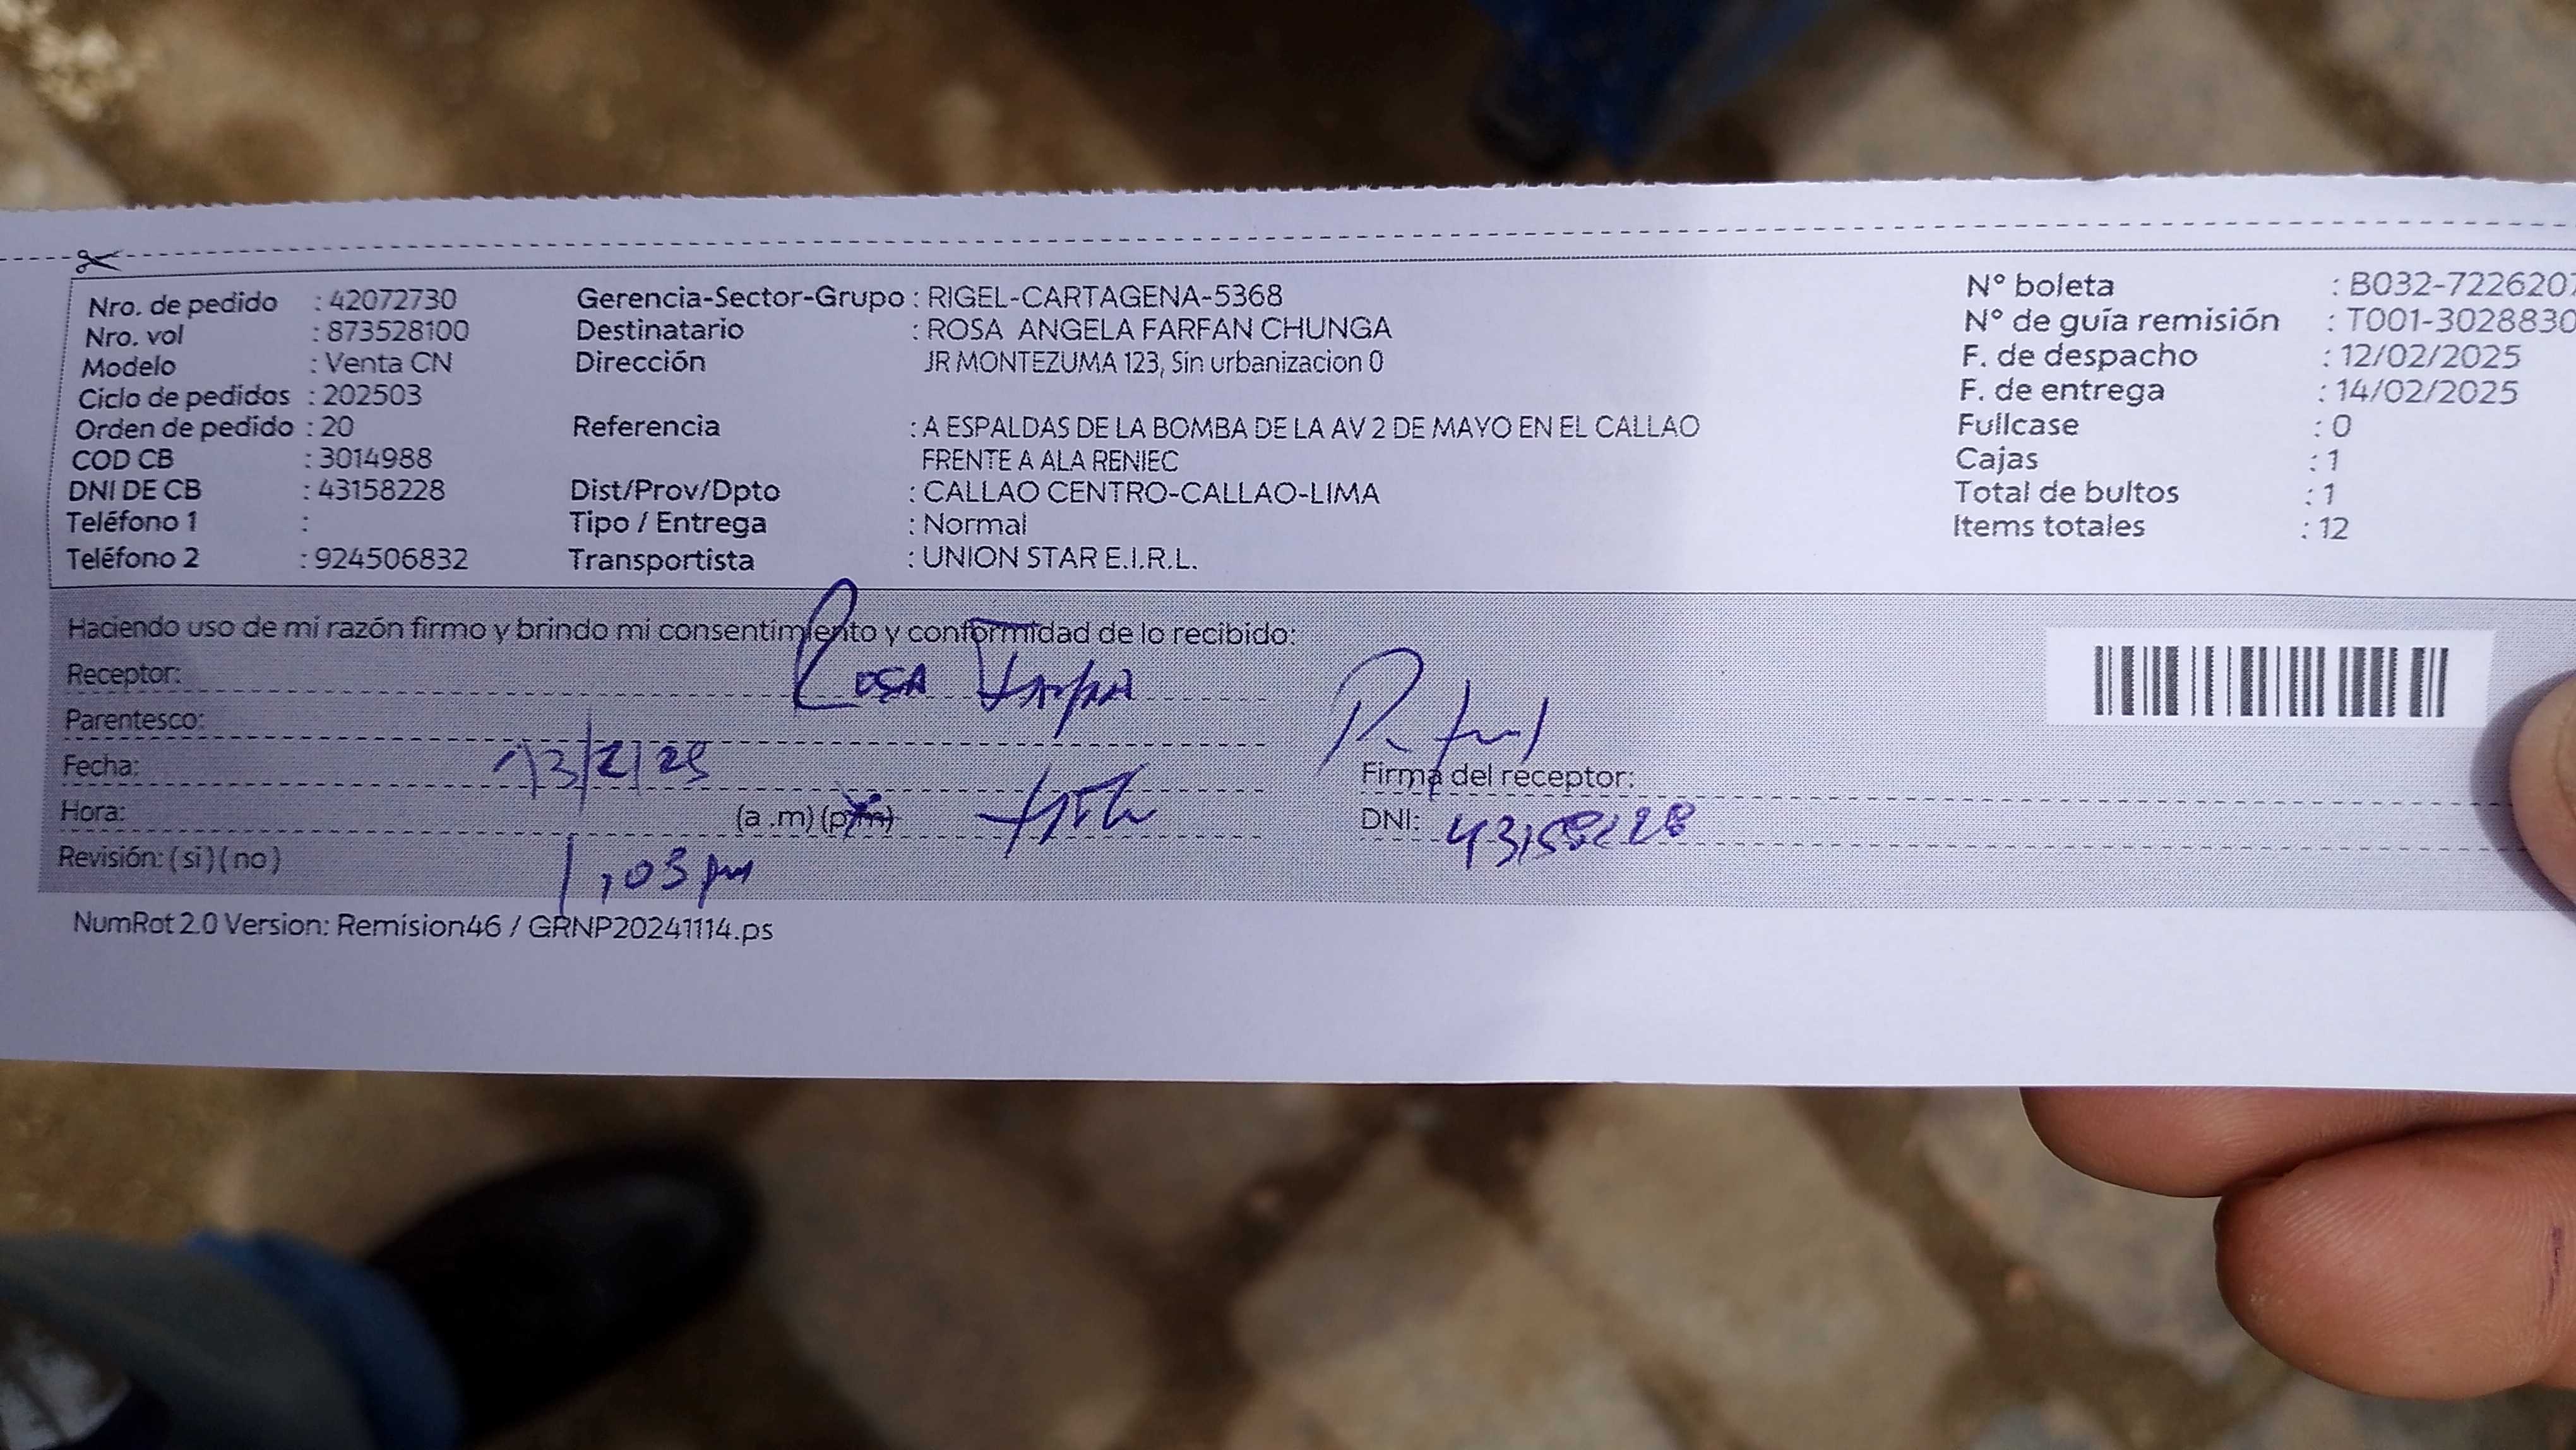 Nro. de pedido : 42072730
Nro. vol : 873528100
Modelo : Venta CN
Ciclo de pedidos : 202503
Orden de pedido : 20
COD CB : 3014988
DNI DE CB : 43158228
Teléfono 1 :
Teléfono 2 : 924506832
Gerencia-Sector-Grupo : RIGEL-CARTAGENA-5368
Destinatario : ROSA ANGELA FARFAN CHUNGA
Dirección JR MONTEZUMA 123, Sin urbanizacion 0
Referencia : A ESPALDAS DE LA BOMBA DE LA AV 2 DE MAYO EN EL CALLAO
FRENTE A ALA RENIEC
Dist/Prov/Dpto : CALLAO CENTRO-CALLAO-LIMA
Tipo / Entrega : Normal
Transportista : UNION STAR E.I.R.L.
N° boleta : B032-7226207
N° de guía remisión : T001-3028830
F. de despacho : 12/02/2025
F. de entrega : 14/02/2025
Fullcase : 0
Cajas : 1
Total de bultos : 1
Items totales : 12
Haciendo uso de mi razón firmo y brindo mi consentimiento y conformidad de lo recibido:
Receptor: Rosa Farfan
Parentesco:
Fecha: 13/2/25
Hora: (a .m) (p.m)
Revisión: (si) (no) 1,03 pm
Firma del receptor:
DNI: 43158228
NumRot 2.0 Version: Remision46 / GRNP20241114.ps